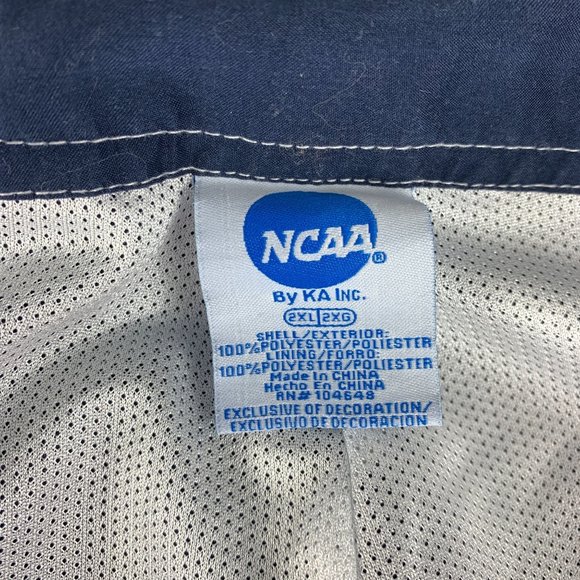 NCAA®
By KA Inc.
2XL|2XG
SHELL/EXTERIOR:
100%POLYESTER/POLIESTER
LINING/FORRO:
100%POLYESTER/POLIESTER
Made In CHINA
Hecho En CHINA
RN# 104648
EXCLUSIVE OF DECORATION/
EXCLUSIVO DE DECORACION